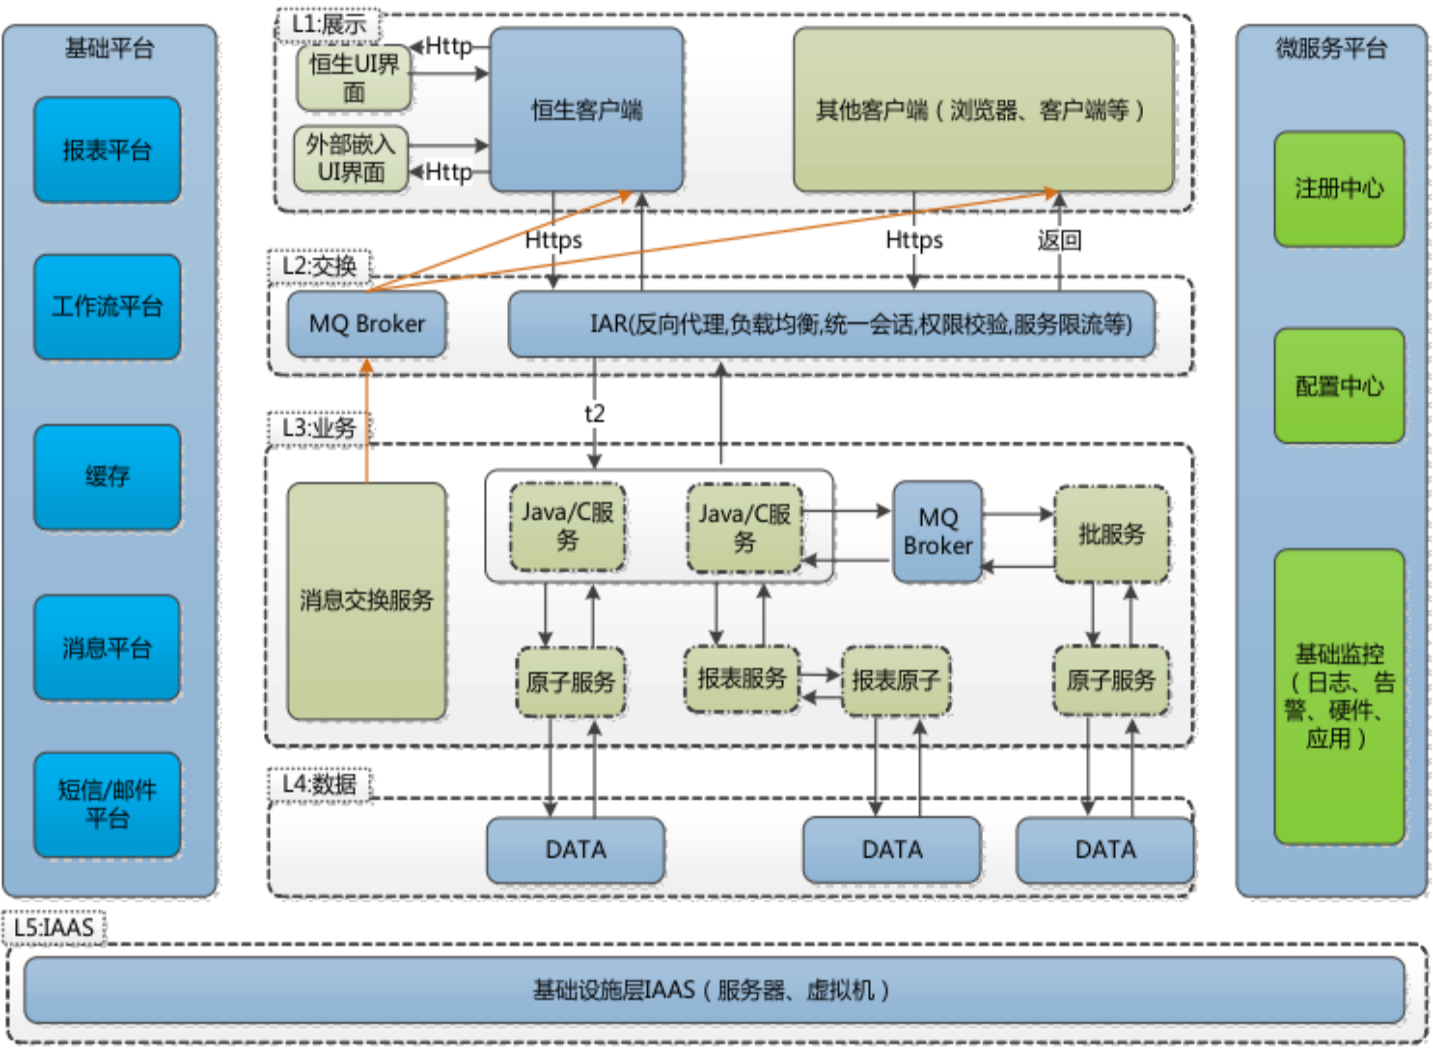 基础平台
报表平台
工作流平台
缓存
消息平台
短信/邮件
平台
L1:展示
恒生UI界
面
Http
外部嵌入
UI界面
Http
恒生客户端
其他客户端（浏览器、客户端等）
Https
Https
返回
L2:交换
MQ Broker
IAR(反向代理,负载均衡,统一会话,权限校验,服务限流等)
t2
L3:业务
消息交换服务
Java/C服
务
Java/C服
务
MQ
Broker
批服务
原子服务
报表服务
报表原子
原子服务
L4:数据
DATA
DATA
DATA
微服务平台
注册中心
配置中心
基础监控
（日志、告
警、硬件、
应用）
L5:IAAS
基础设施层IAAS（服务器、虚拟机）